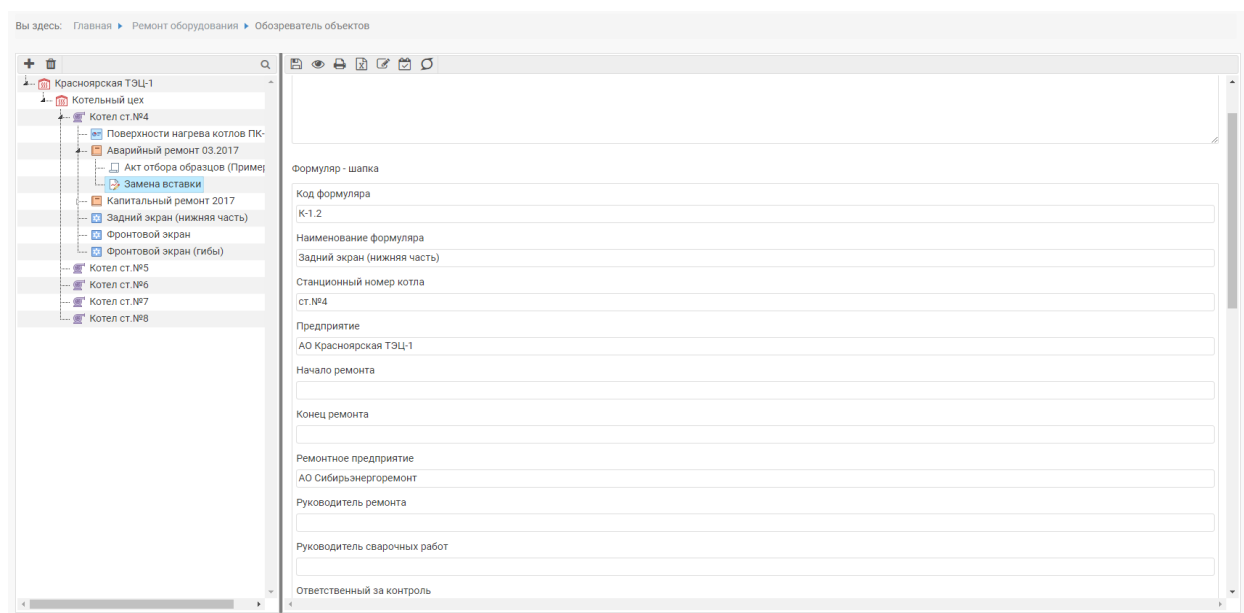 Вы здесь: Главная ▸ Ремонт оборудования ▸ Обозреватель объектов
Красноярская ТЭЦ-1
Котельный цех
Котел ст.№4
Поверхности нагрева котлов ПК-
Аварийный ремонт 03.2017
Акт отбора образцов (Пример
Замена вставки
Капитальный ремонт 2017
Задний экран (нижняя часть)
Фронтовой экран
Фронтовой экран (гибы)
Котел ст.№5
Котел ст.№6
Котел ст.№7
Котел ст.№8
Формуляр - шапка
Код формуляра
К-1.2
Наименование формуляра
Задний экран (нижняя часть)
Станционный номер котла
ст.№4
Предприятие
АО Красноярская ТЭЦ-1
Начало ремонта
Конец ремонта
Ремонтное предприятие
АО Сибирьэнергоремонт
Руководитель ремонта
Руководитель сварочных работ
Ответственный за контроль